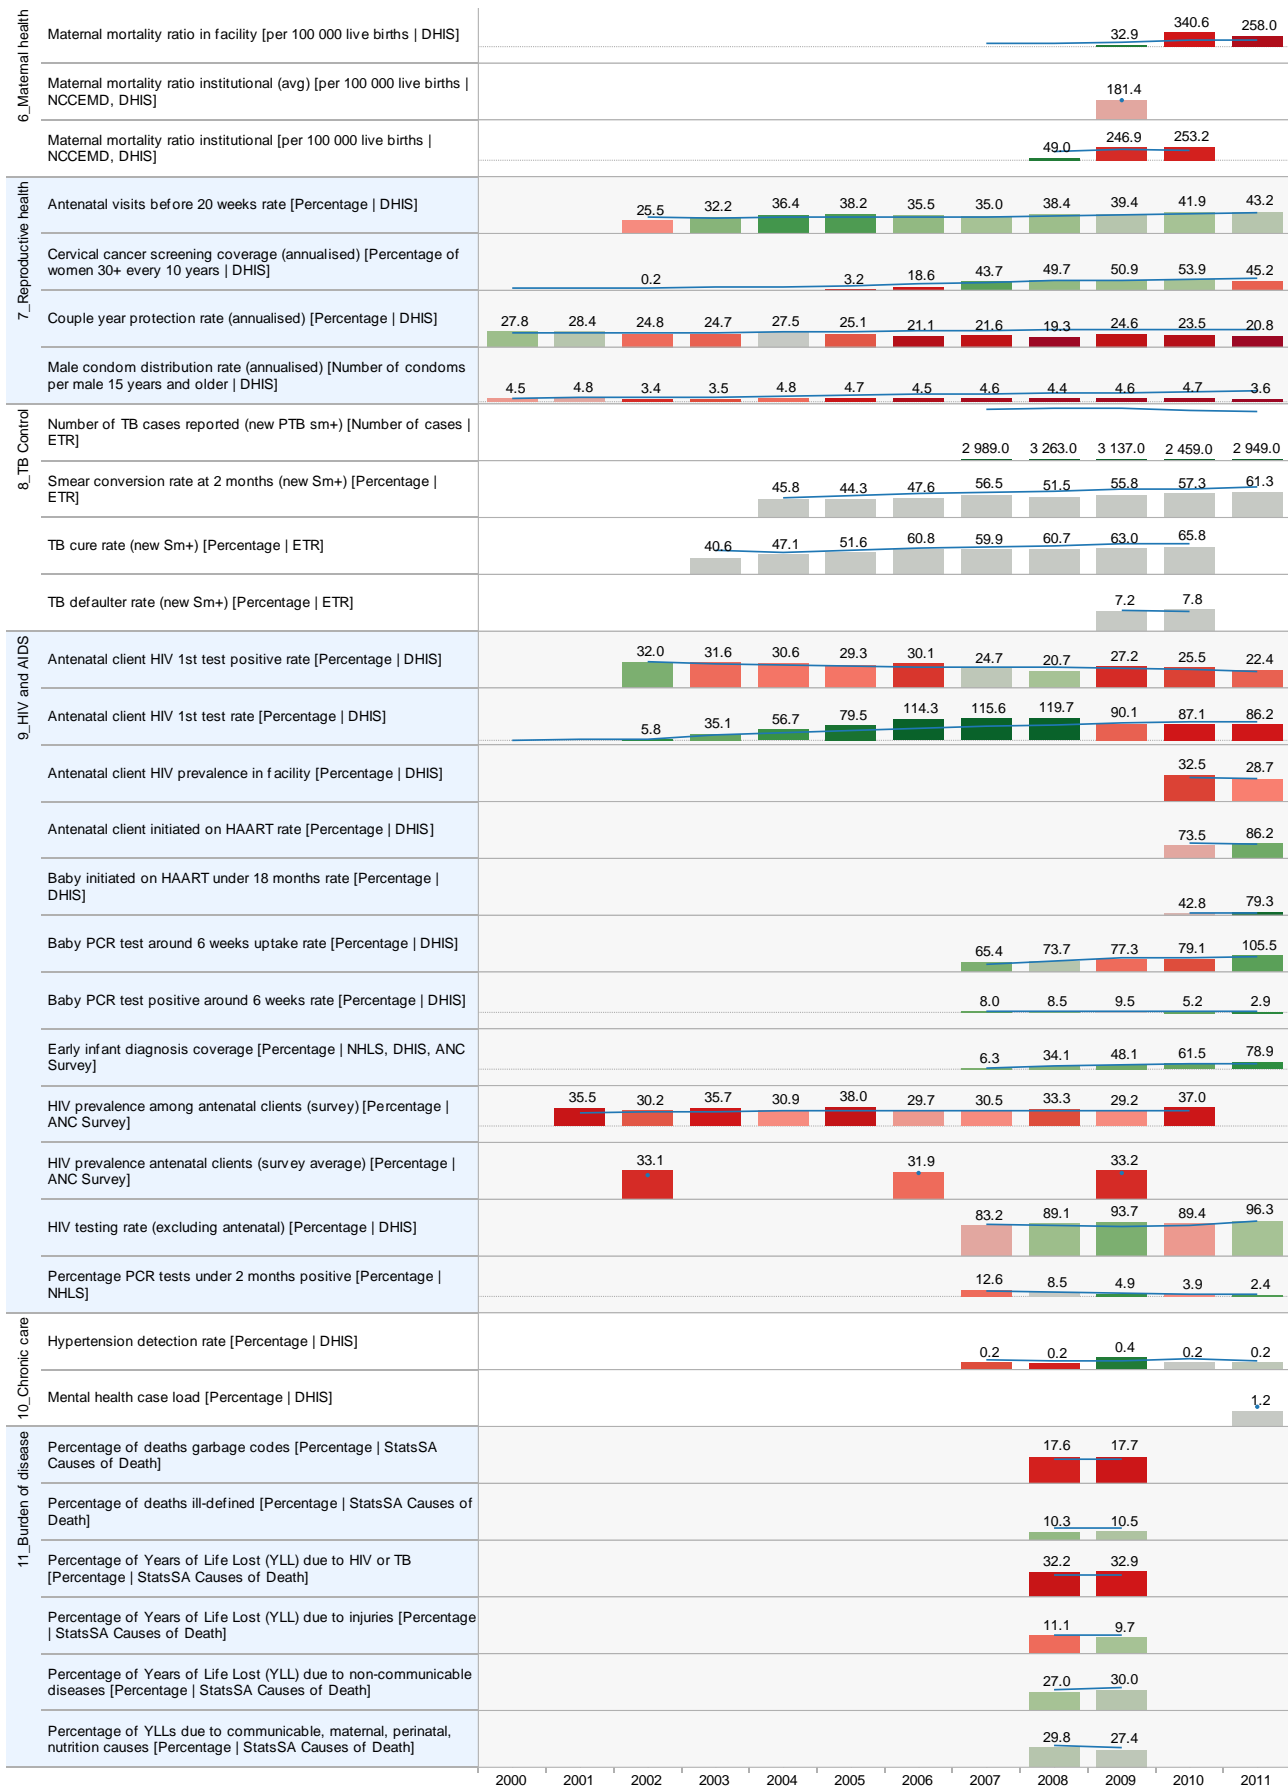 6_Maternal health
Maternal mortality ratio in facility [per 100 000 live births | DHIS]
32.9 340.6 258.0
Maternal mortality ratio institutional (avg) [per 100 000 live births |
NCCEMD, DHIS]
181.4
Maternal mortality ratio institutional [per 100 000 live births |
NCCEMD, DHIS]
49.0 246.9 253.2
7_Reproductive health
Antenatal visits before 20 weeks rate [Percentage | DHIS]
25.5 32.2 36.4 38.2 35.5 35.0 38.4 39.4 41.9 43.2
Cervical cancer screening coverage (annualised) [Percentage of
women 30+ every 10 years | DHIS]
0.2 3.2 18.6 43.7 49.7 50.9 53.9 45.2
Couple year protection rate (annualised) [Percentage | DHIS]
27.8 28.4 24.8 24.7 27.5 25.1 21.1 21.6 19.3 24.6 23.5 20.8
Male condom distribution rate (annualised) [Number of condoms
per male 15 years and older | DHIS]
4.5 4.8 3.4 3.5 4.8 4.7 4.5 4.6 4.4 4.6 4.7 3.6
8_TB Control
Number of TB cases reported (new PTB sm+) [Number of cases |
ETR]
2 989.0 3 263.0 3 137.0 2 459.0 2 949.0
Smear conversion rate at 2 months (new Sm+) [Percentage |
ETR]
45.8 44.3 47.6 56.5 51.5 55.8 57.3 61.3
TB cure rate (new Sm+) [Percentage | ETR]
40.6 47.1 51.6 60.8 59.9 60.7 63.0 65.8
TB defaulter rate (new Sm+) [Percentage | ETR]
7.2 7.8
9_HIV and AIDS
Antenatal client HIV 1st test positive rate [Percentage | DHIS]
32.0 31.6 30.6 29.3 30.1 24.7 20.7 27.2 25.5 22.4
Antenatal client HIV 1st test rate [Percentage | DHIS]
5.8 35.1 56.7 79.5 114.3 115.6 119.7 90.1 87.1 86.2
Antenatal client HIV prevalence in facility [Percentage | DHIS]
32.5 28.7
Antenatal client initiated on HAART rate [Percentage | DHIS]
73.5 86.2
Baby initiated on HAART under 18 months rate [Percentage |
DHIS]
42.8 79.3
Baby PCR test around 6 weeks uptake rate [Percentage | DHIS]
65.4 73.7 77.3 79.1 105.5
Baby PCR test positive around 6 weeks rate [Percentage | DHIS]
8.0 8.5 9.5 5.2 2.9
Early infant diagnosis coverage [Percentage | NHLS, DHIS, ANC
Survey]
6.3 34.1 48.1 61.5 78.9
HIV prevalence among antenatal clients (survey) [Percentage |
ANC Survey]
35.5 30.2 35.7 30.9 38.0 29.7 30.5 33.3 29.2 37.0
HIV prevalence antenatal clients (survey average) [Percentage |
ANC Survey]
33.1 31.9 33.2
HIV testing rate (excluding antenatal) [Percentage | DHIS]
83.2 89.1 93.7 89.4 96.3
Percentage PCR tests under 2 months positive [Percentage |
NHLS]
12.6 8.5 4.9 3.9 2.4
10_Chronic care
Hypertension detection rate [Percentage | DHIS]
0.2 0.2 0.4 0.2 0.2
Mental health case load [Percentage | DHIS]
1.2
11_Burden of disease
Percentage of deaths garbage codes [Percentage | StatsSA
Causes of Death]
17.6 17.7
Percentage of deaths ill-defined [Percentage | StatsSA Causes of
Death]
10.3 10.5
Percentage of Years of Life Lost (YLL) due to HIV or TB
[Percentage | StatsSA Causes of Death]
32.2 32.9
Percentage of Years of Life Lost (YLL) due to injuries [Percentage
| StatsSA Causes of Death]
11.1 9.7
Percentage of Years of Life Lost (YLL) due to non-communicable
diseases [Percentage | StatsSA Causes of Death]
27.0 30.0
Percentage of YLLs due to communicable, maternal, perinatal,
nutrition causes [Percentage | StatsSA Causes of Death]
29.8 27.4
2000 2001 2002 2003 2004 2005 2006 2007 2008 2009 2010 2011